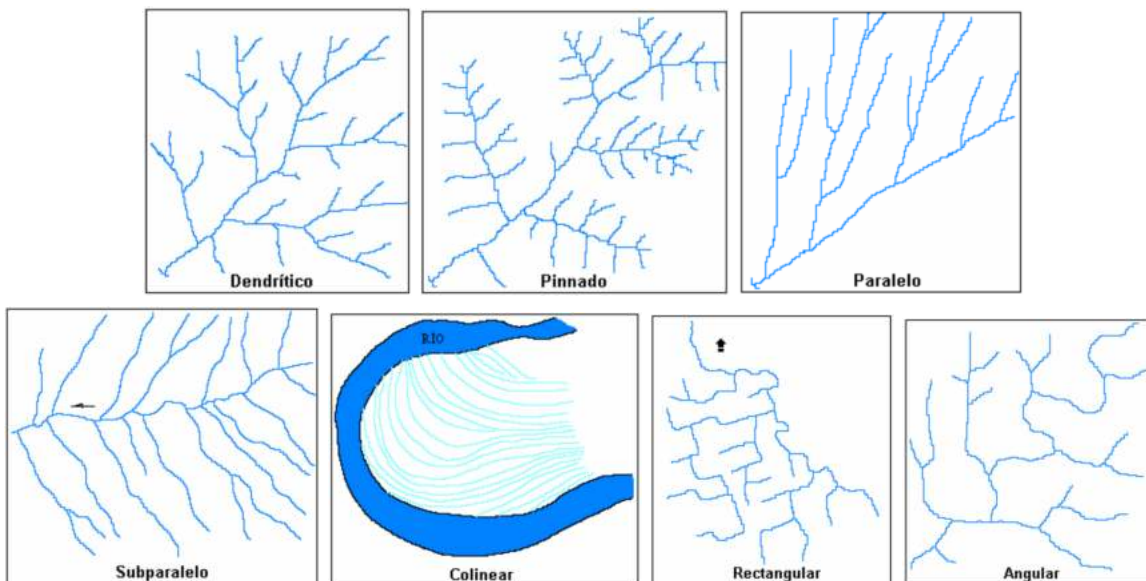 Dendrítico
Pinnado
Paralelo
RIO
Subparalelo
Colinear
Rectangular
Angular